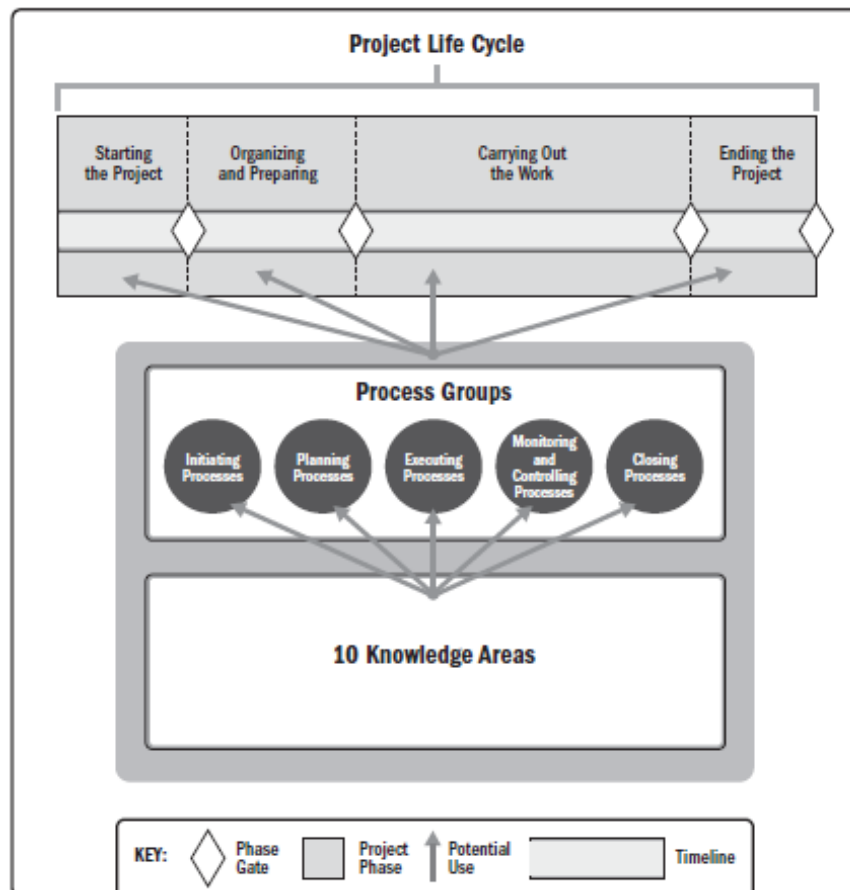 Project Life Cycle
Starting
the Project
Organizing
and Preparing
Carrying Out
the Work
Ending the
Project
Process Groups
Initiating
Processes
Planning
Processes
Executing
Processes
Monitoring
and
Controlling
Processes
Closing
Processes
10 Knowledge Areas
KEY:
Phase
Gate
Project
Phase
Potential
Use
Timeline